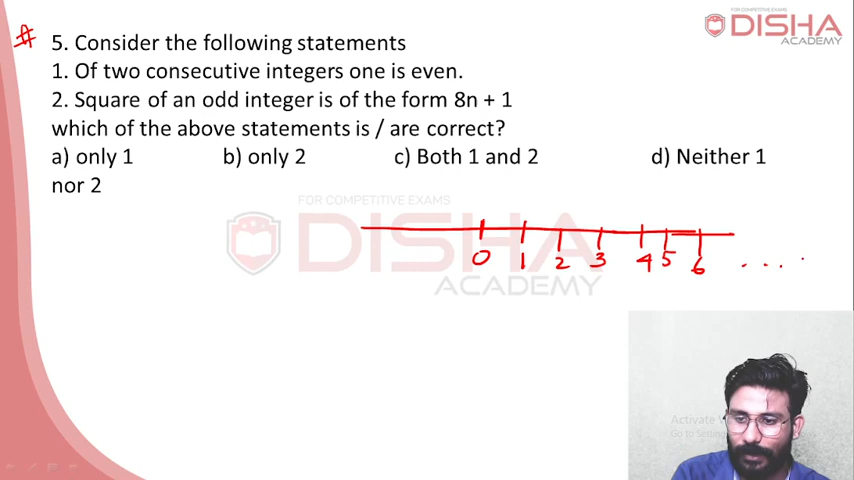 FOR COMPETITIVE EXAMS
DISHA
ACADEMY
5. Consider the following statements
1. Of two consecutive integers one is even.
2. Square of an odd integer is of the form 8n + 1
which of the above statements is / are correct?
a) only 1 b) only 2 c) Both 1 and 2 d) Neither 1
nor 2
FOR COMPETITIVE EXAMS
DISHA
ACADEMY
0 1 2 3 4 5 6 . . . .